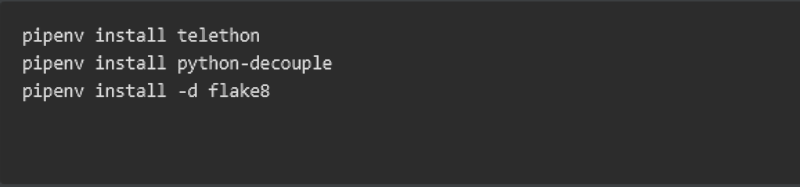 pipenv install telethon
pipenv install python-decouple
pipenv install -d flake8